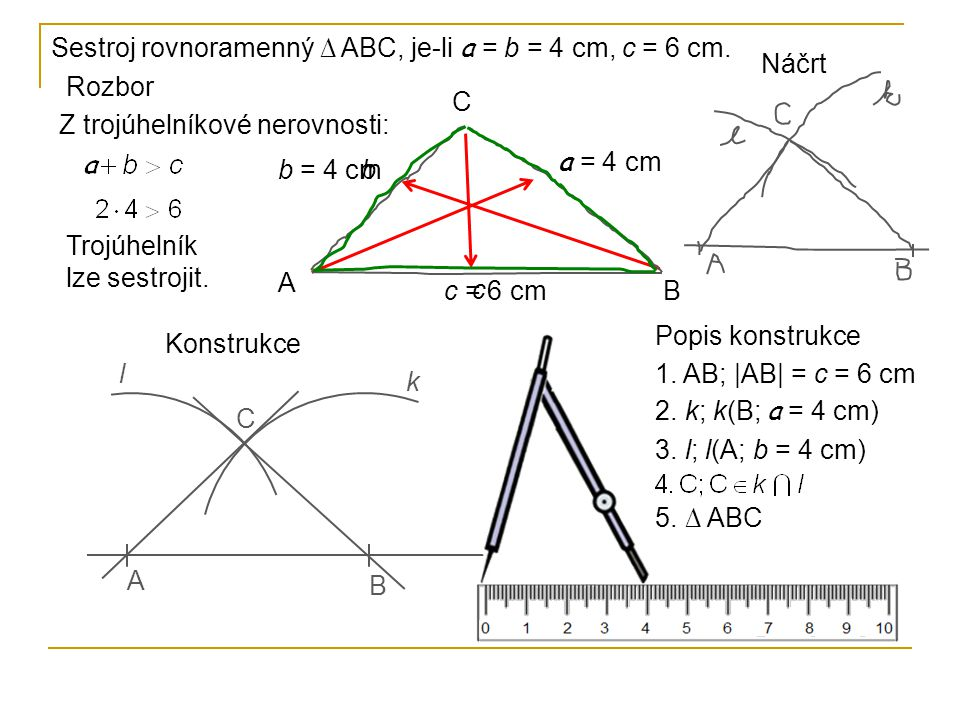 Sestroj rovnoramenný ∆ ABC, je-li a = b = 4 cm, c = 6 cm.
Rozbor
Z trojúhelníkové nerovnosti:
a + b > c
2 · 4 > 6
Trojúhelník
lze sestrojit.
C
b = 4 cm
b
a = 4 cm
A
c = 6 cm
c
B
Náčrt
k
l
C
A
B
Konstrukce
l
k
C
A
B
Popis konstrukce
1. AB; |AB| = c = 6 cm
2. k; k(B; a = 4 cm)
3. l; l(A; b = 4 cm)
4. C; C ∈ k ⋂ l
5. ∆ ABC
0 1 2 3 4 5 6 7 8 9 10